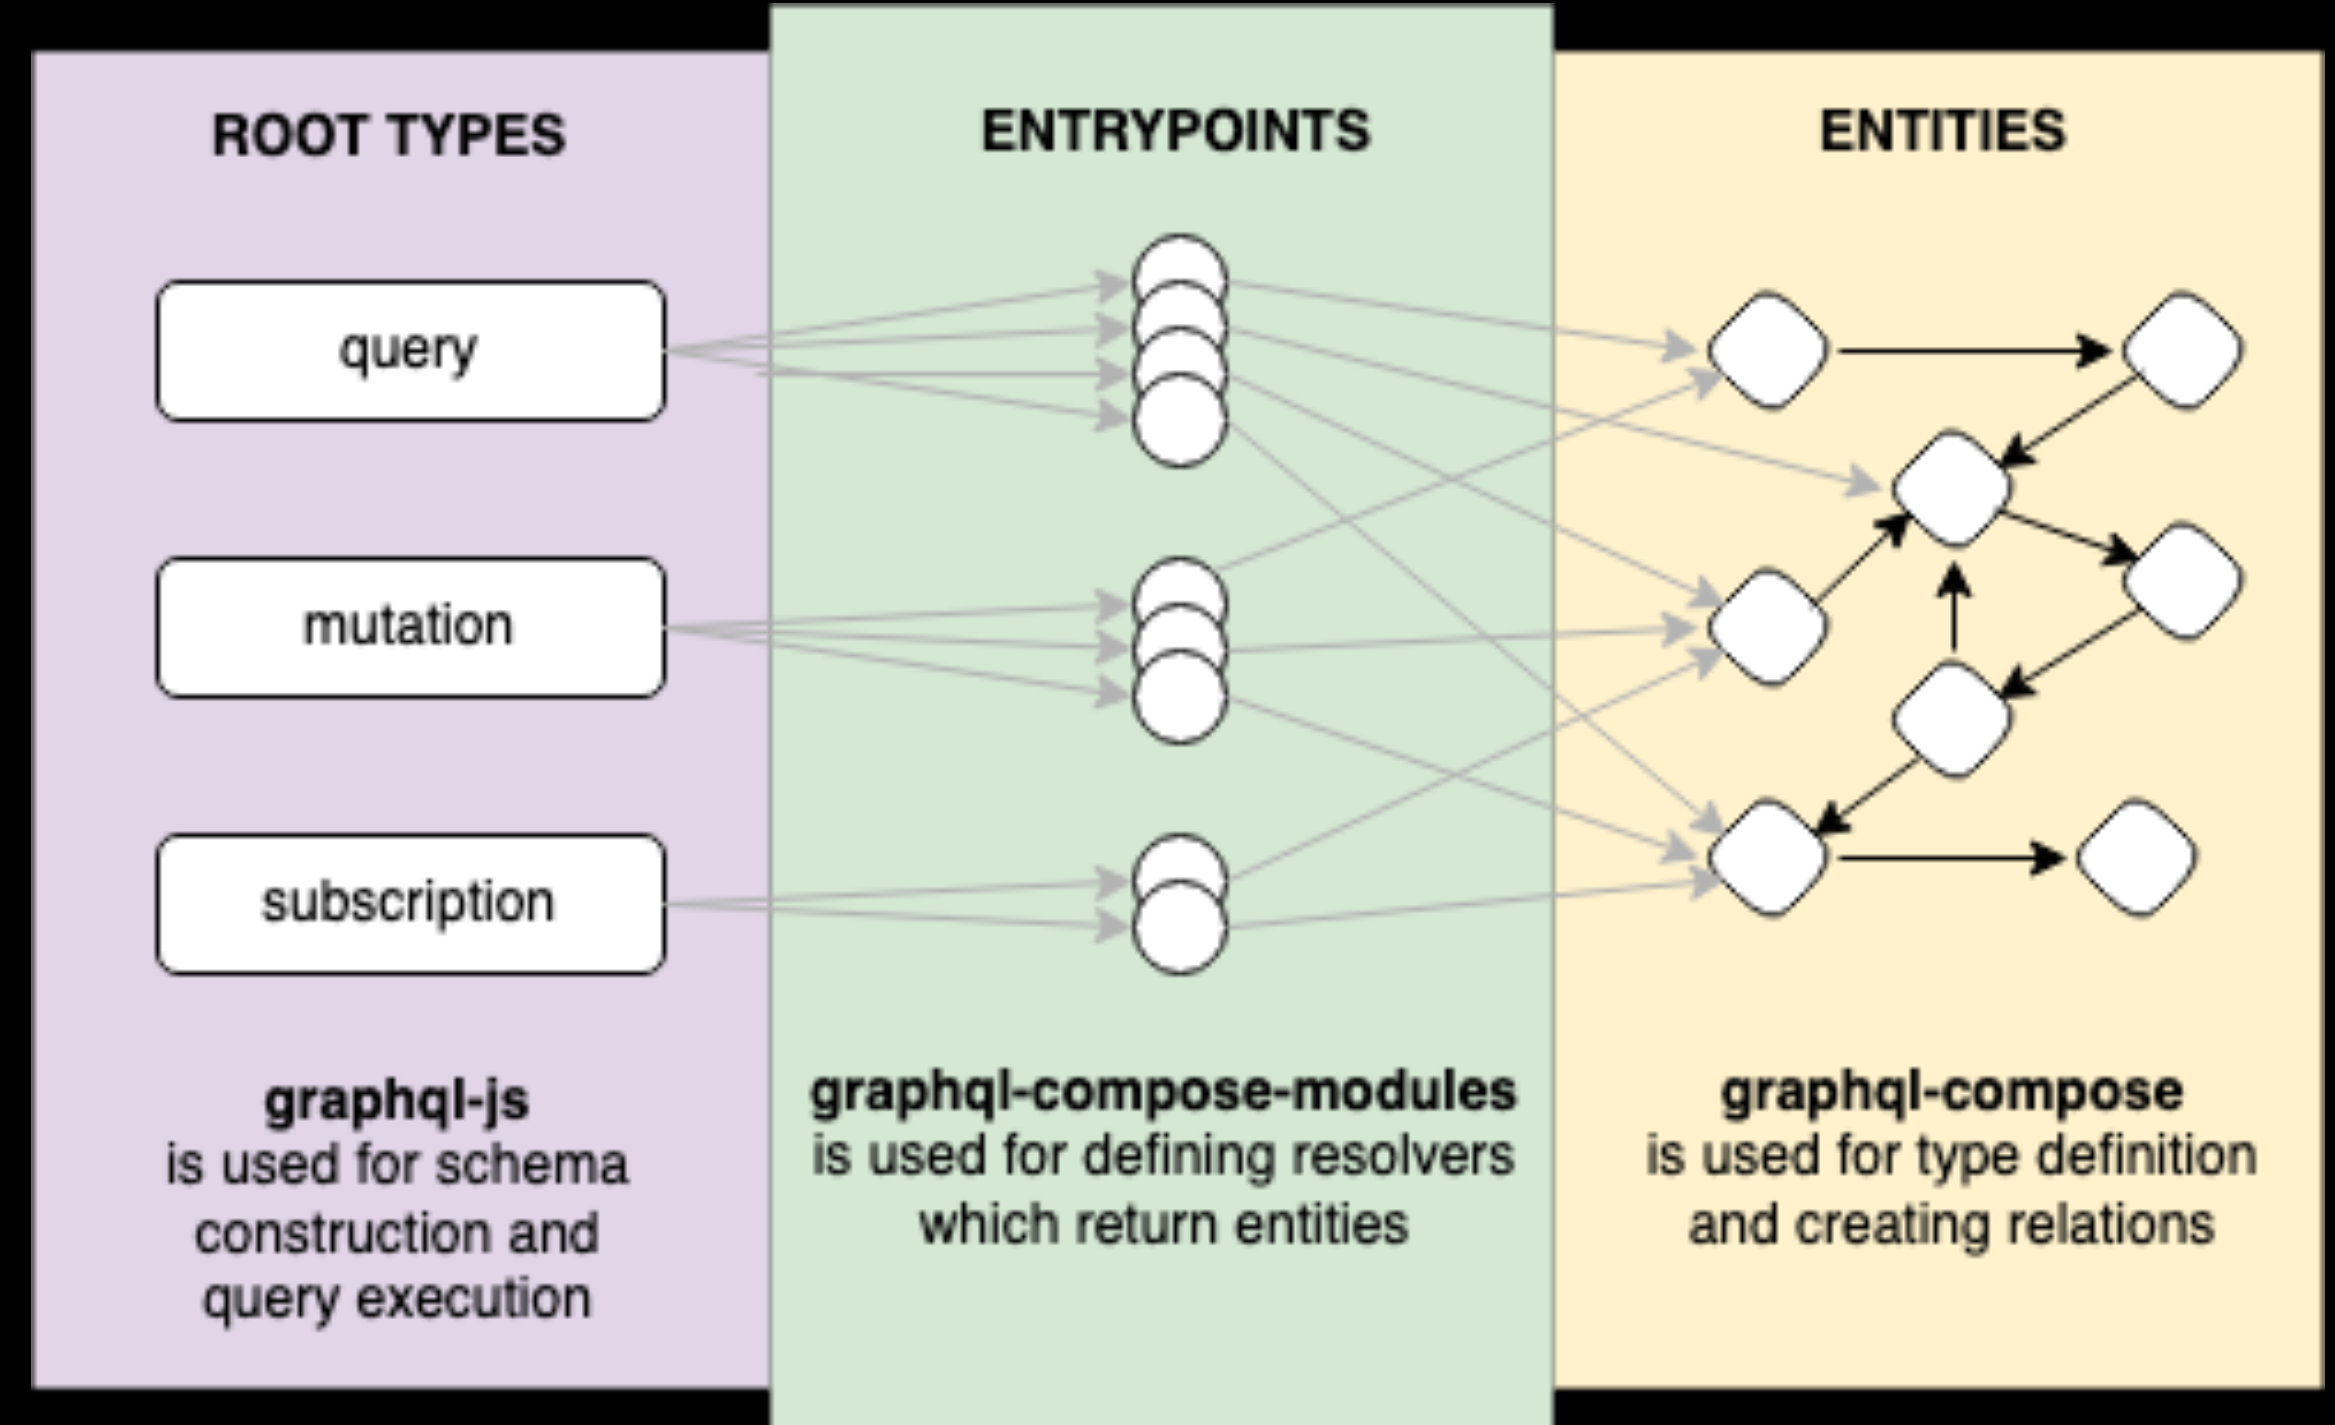 ROOT TYPES
query
mutation
subscription
graphql-js
is used for schema
construction and
query execution
ENTRYPOINTS
graphql-compose-modules
is used for defining resolvers
which return entities
ENTITIES
graphql-compose
is used for type definition
and creating relations